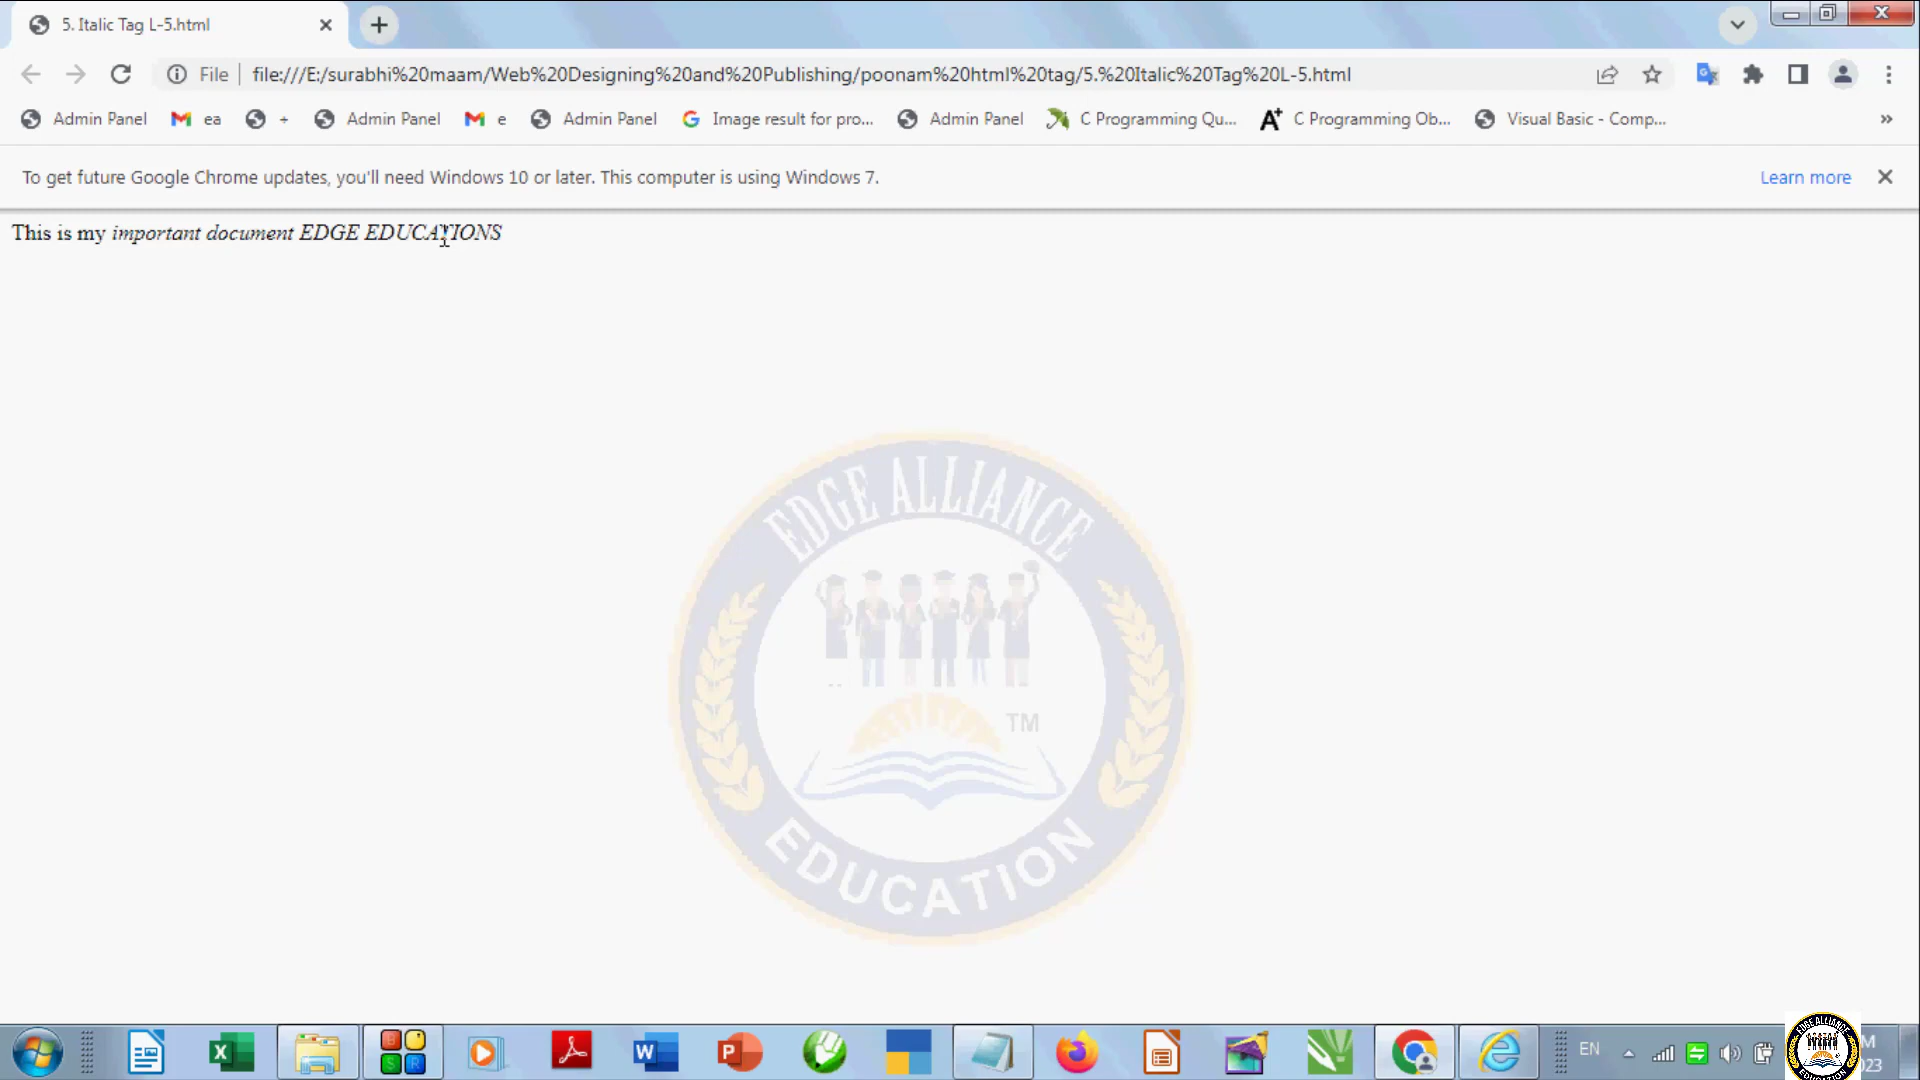 5. Italic Tag L-5.html
File
file:///E:/surabhi%20maam/Web%20Designing%20and%20Publishing/poonam%20html%20tag/5.%20Italic%20Tag%20L-5.html
Admin Panel ea + Admin Panel e Admin Panel Image result for pro... Admin Panel C Programming Qu... C Programming Ob... Visual Basic - Comp... »
To get future Google Chrome updates, you'll need Windows 10 or later. This computer is using Windows 7. Learn more
This is my important document EDGE EDUCATIONS
EDGE ALLIANCE
TM
EDUCATION
EN
M
023
EDGE ALLIANCE